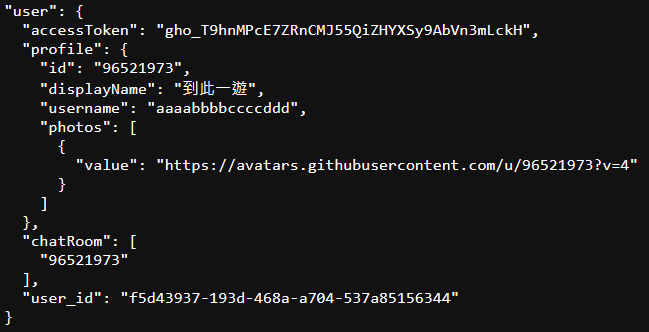 "user": {
  "accessToken": "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",
  "profile": {
    "id": "96521973",
    "displayName": "到此一遊",
    "username": "aaaabbbbccccddd",
    "photos": [
      {
        "value": "https://avatars.githubusercontent.com/u/96521973?v=4"
      }
    ]
  },
  "chatRoom": [
    "96521973"
  ],
  "user_id": "f5d43937-193d-468a-a704-537a85156344"
}